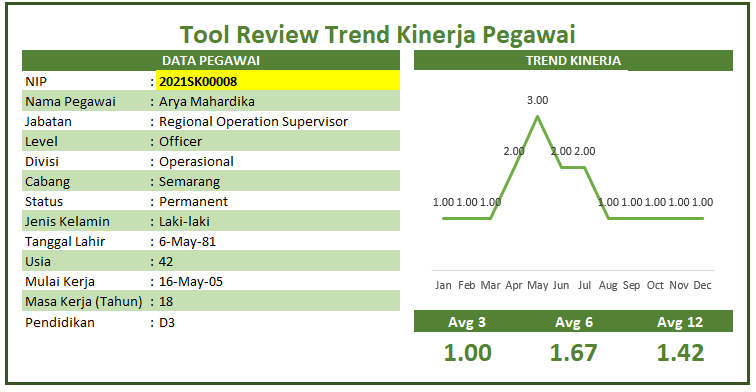 Tool Review Trend Kinerja Pegawai
DATA PEGAWAI
NIP : 2021SK00008
Nama Pegawai : Arya Mahardika
Jabatan : Regional Operation Supervisor
Level : Officer
Divisi : Operasional
Cabang : Semarang
Status : Permanent
Jenis Kelamin : Laki-laki
Tanggal Lahir : 6-May-81
Usia : 42
Mulai Kerja : 16-May-05
Masa Kerja (Tahun) : 18
Pendidikan : D3
TREND KINERJA
3.00
2.00 2.00 2.00
1.00 1.00 1.00 1.00 1.00 1.00 1.00 1.00
Jan Feb Mar Apr May Jun Jul Aug Sep Oct Nov Dec
Avg 3 Avg 6 Avg 12
1.00 1.67 1.42